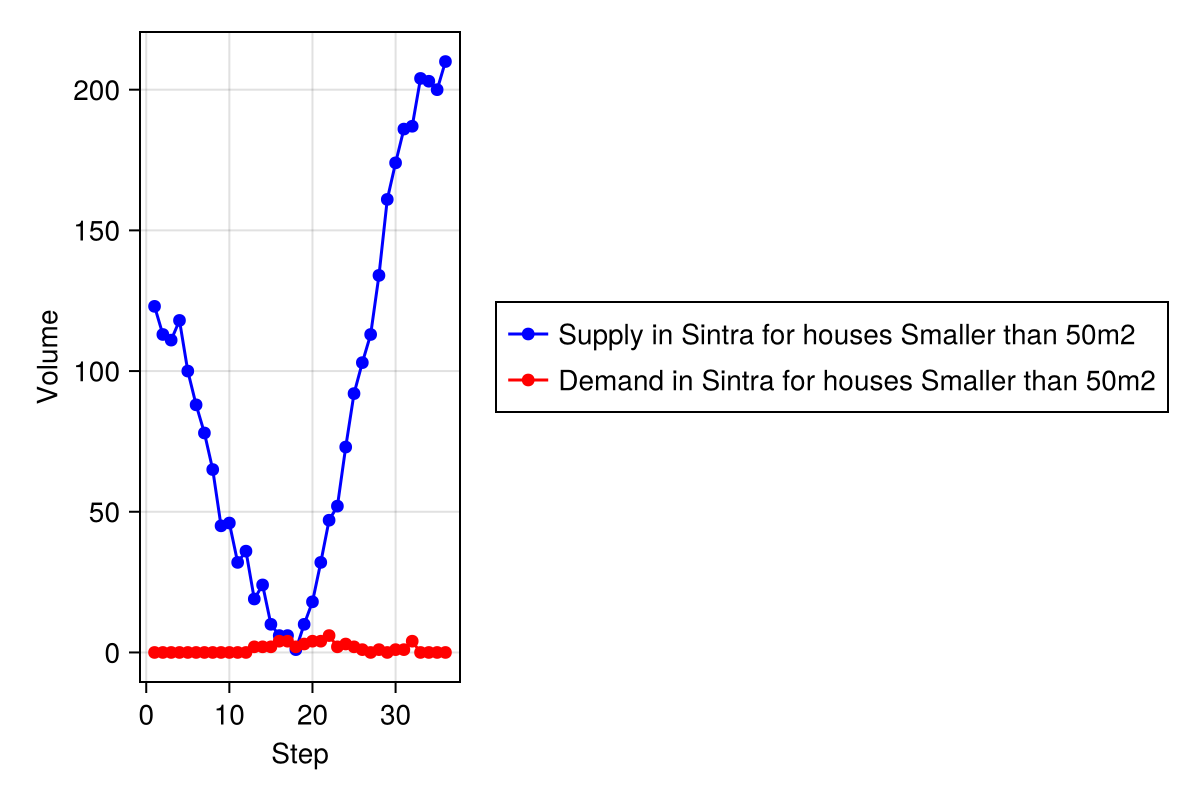 200
150
100
50
0
Volume
0 10 20 30
Step
Supply in Sintra for houses Smaller than 50m2
Demand in Sintra for houses Smaller than 50m2